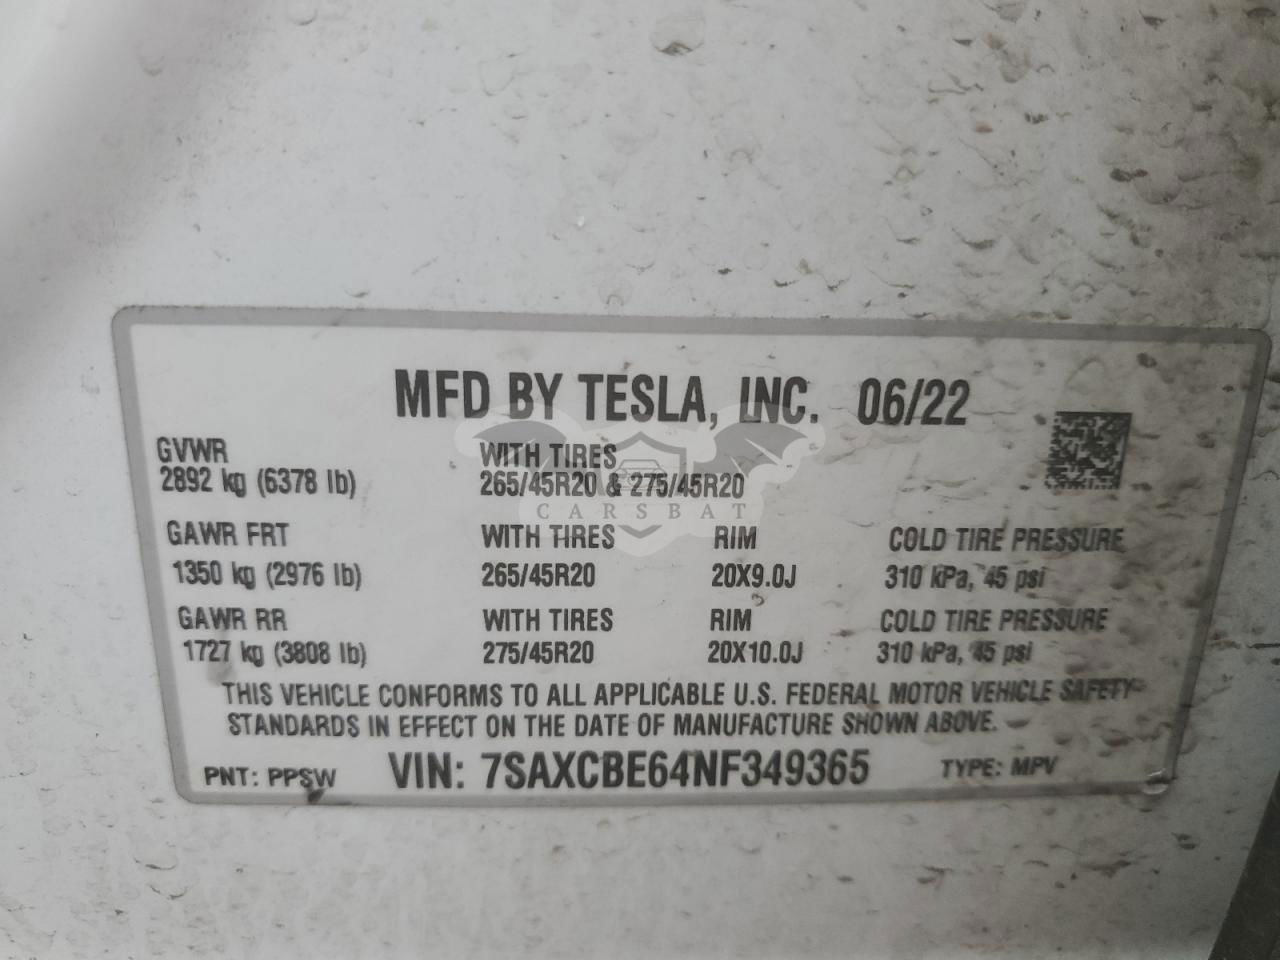 MFD BY TESLA, INC. 06/22
GVWR WITH TIRES
2892 kg (6378 lb) 265/45R20 & 275/45R20
CARSBAT
GAWR FRT WITH TIRES RIM COLD TIRE PRESSURE
1350 kg (2976 lb) 265/45R20 20X9.0J 310 kPa, 45 psi
GAWR RR WITH TIRES RIM COLD TIRE PRESSURE
1727 kg (3808 lb) 275/45R20 20X10.0J 310 kPa, 45 psi
THIS VEHICLE CONFORMS TO ALL APPLICABLE U.S. FEDERAL MOTOR VEHICLE SAFETY
STANDARDS IN EFFECT ON THE DATE OF MANUFACTURE SHOWN ABOVE.
PNT: PPSW VIN: 7SAXCBE64NF349365 TYPE: MPV